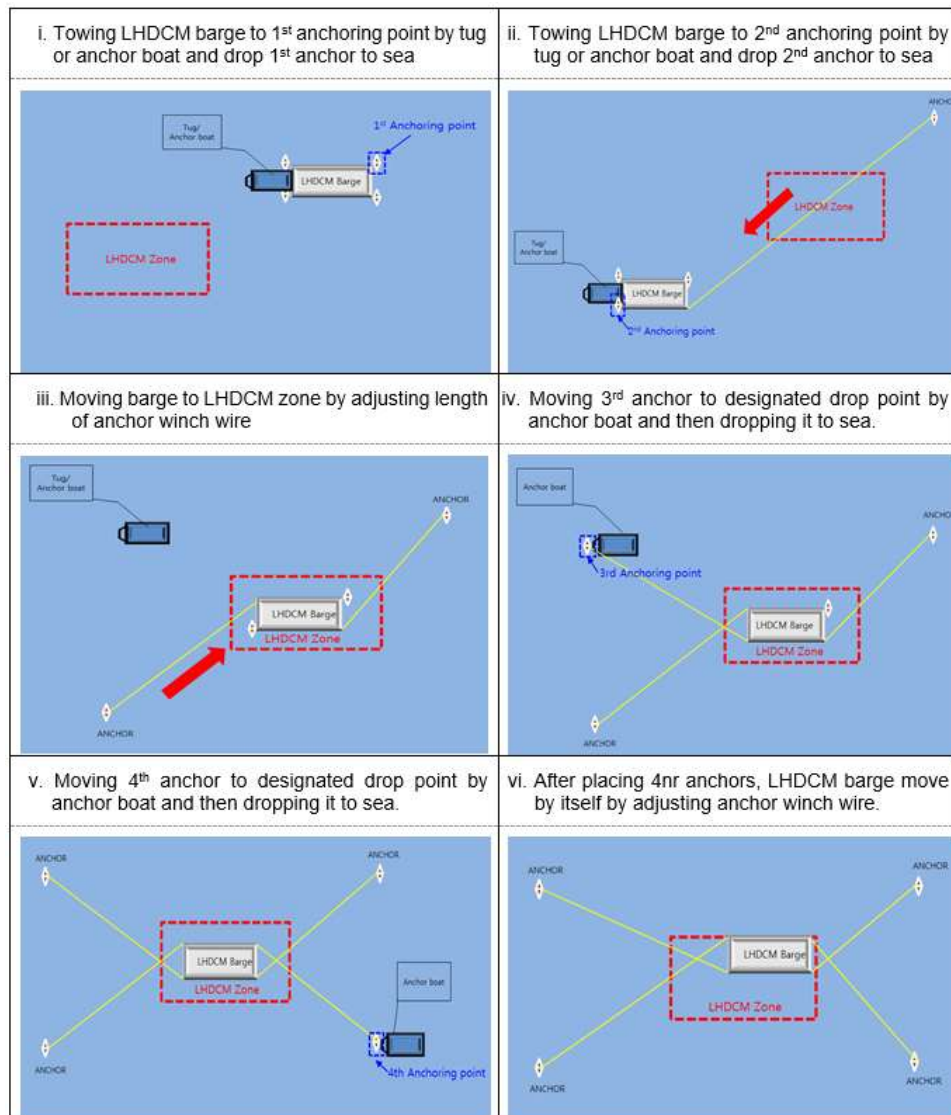 i. Towing LHDCM barge to 1st anchoring point by tug
or anchor boat and drop 1st anchor to sea
Tug/
Anchor boat
1st Anchoring point
LHDCM Barge
LHDCM Zone
ii. Towing LHDCM barge to 2nd anchoring point by
tug or anchor boat and drop 2nd anchor to sea
ANCHO
LHDCM Zone
Tug/
Anchor boat
LHDCM Barge
2nd Anchoring point
iii. Moving barge to LHDCM zone by adjusting length
of anchor winch wire
Tug/
Anchor boat
ANCHOR
LHDCM Barge
LHDCM Zone
ANCHOR
iv. Moving 3rd anchor to designated drop point by
anchor boat and then dropping it to sea.
Anchor boat
ANCHO
3rd Anchoring point
LHDCM Barge
LHDCM Zone
ANCHOR
v. Moving 4th anchor to designated drop point by
anchor boat and then dropping it to sea.
ANCHOR
ANCHOR
LHDCM Barge
LHDCM Zone
Anchor boat
ANCHOR
4th Anchoring point
vi. After placing 4nr anchors, LHDCM barge move
by itself by adjusting anchor winch wire.
ANCHOR
ANCHOR
LHDCM Barge
LHDCM Zone
ANCHOR
ANCHOR